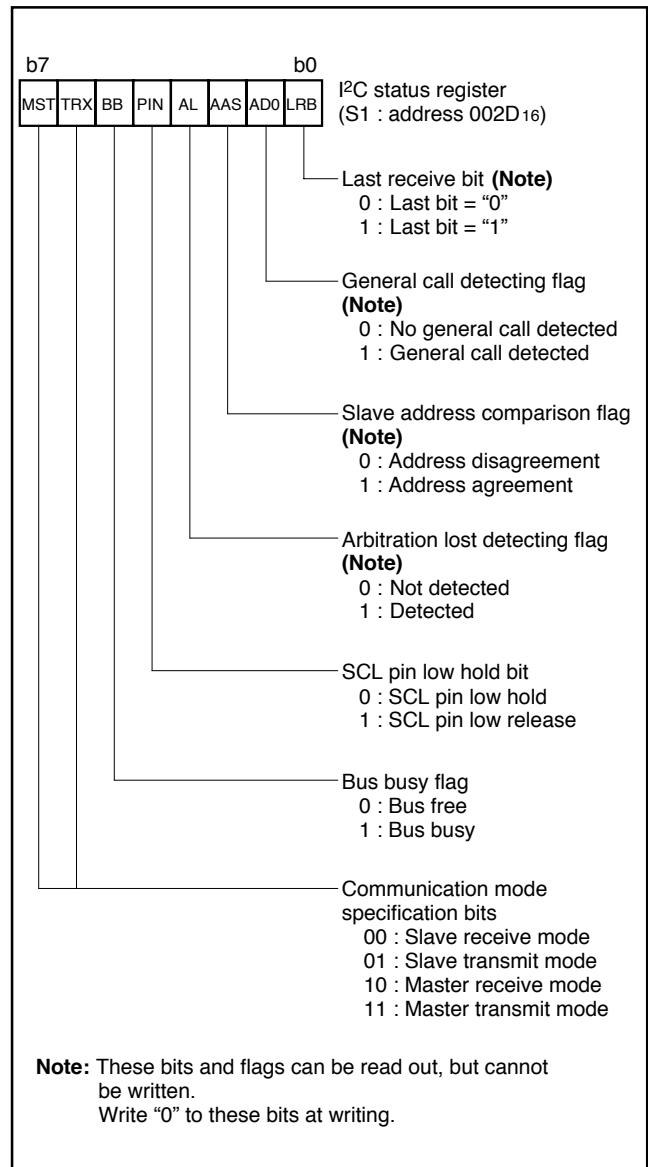 b7 b0
MST TRX BB PIN AL AAS AD0 LRB
I2C status register
(S1 : address 002D16)
Last receive bit (Note)
0 : Last bit = “0”
1 : Last bit = “1”
General call detecting flag
(Note)
0 : No general call detected
1 : General call detected
Slave address comparison flag
(Note)
0 : Address disagreement
1 : Address agreement
Arbitration lost detecting flag
(Note)
0 : Not detected
1 : Detected
SCL pin low hold bit
0 : SCL pin low hold
1 : SCL pin low release
Bus busy flag
0 : Bus free
1 : Bus busy
Communication mode
specification bits
00 : Slave receive mode
01 : Slave transmit mode
10 : Master receive mode
11 : Master transmit mode
Note: These bits and flags can be read out, but cannot
be written.
Write “0” to these bits at writing.